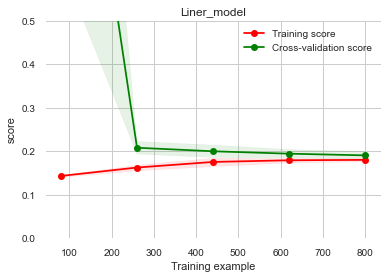 Liner_model
Training score
Cross-validation score
score
0.5
0.4
0.3
0.2
0.1
0.0
100 200 300 400 500 600 700 800
Training example